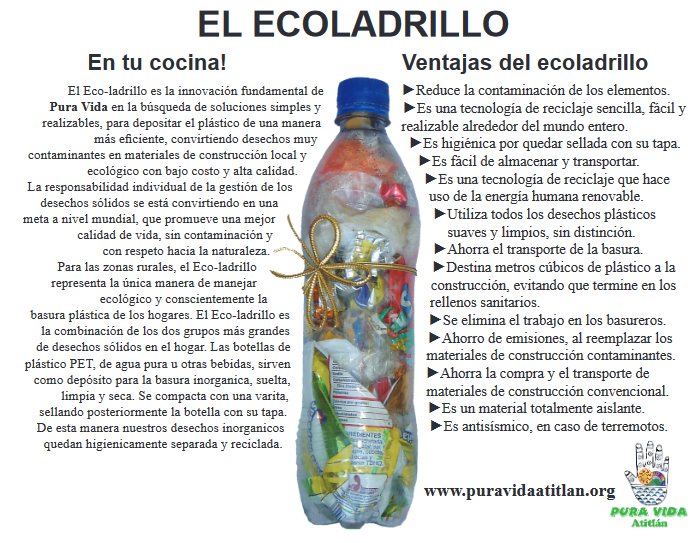 EL ECOLADRILLO
En tu cocina!
El Eco-ladrillo es la innovación fundamental de
Pura Vida en la búsqueda de soluciones simples y
realizables, para depositar el plástico de una manera
más eficiente, convirtiendo desechos muy
contaminantes en materiales de construcción local y
ecológico con bajo costo y alta calidad.
La responsabilidad individual de la gestión de los
desechos sólidos se está convirtiendo en una
meta a nivel mundial, que promueve una mejor
calidad de vida, sin contaminación y
con respeto hacia la naturaleza.
Para las zonas rurales, el Eco-ladrillo
representa la única manera de manejar
ecológico y conscientemente la
basura plástica de los hogares. El Eco-ladrillo es
la combinación de los dos grupos más grandes
de desechos sólidos en el hogar. Las botellas de
plástico PET, de agua pura u otras bebidas, sirven
como depósito para la basura inorganica, suelta,
limpia y seca. Se compacta con una varita,
sellando posteriormente la botella con su tapa.
De esta manera nuestros desechos inorganicos
quedan higienicamente separada y reciclada.
Ventajas del ecoladrillo
►Reduce la contaminación de los elementos.
►Es una tecnología de reciclaje sencilla, fácil y
realizable alrededor del mundo entero.
►Es higiénica por quedar sellada con su tapa.
►Es fácil de almacenar y transportar.
►Es una tecnología de reciclaje que hace
uso de la energía humana renovable.
►Utiliza todos los desechos plásticos
suaves y limpios, sin distinción.
►Ahorra el transporte de la basura.
►Destina metros cúbicos de plástico a la
construcción, evitando que termine en los
rellenos sanitarios.
►Se elimina el trabajo en los basureros.
►Ahorro de emisiones, al reemplazar los
materiales de construcción contaminantes.
►Ahorra la compra y el transporte de
materiales de construcción convencional.
►Es un material totalmente aislante.
►Es antisísmico, en caso de terremotos.
www.puravidaatitlan.org
PURA VIDA
Atitlán